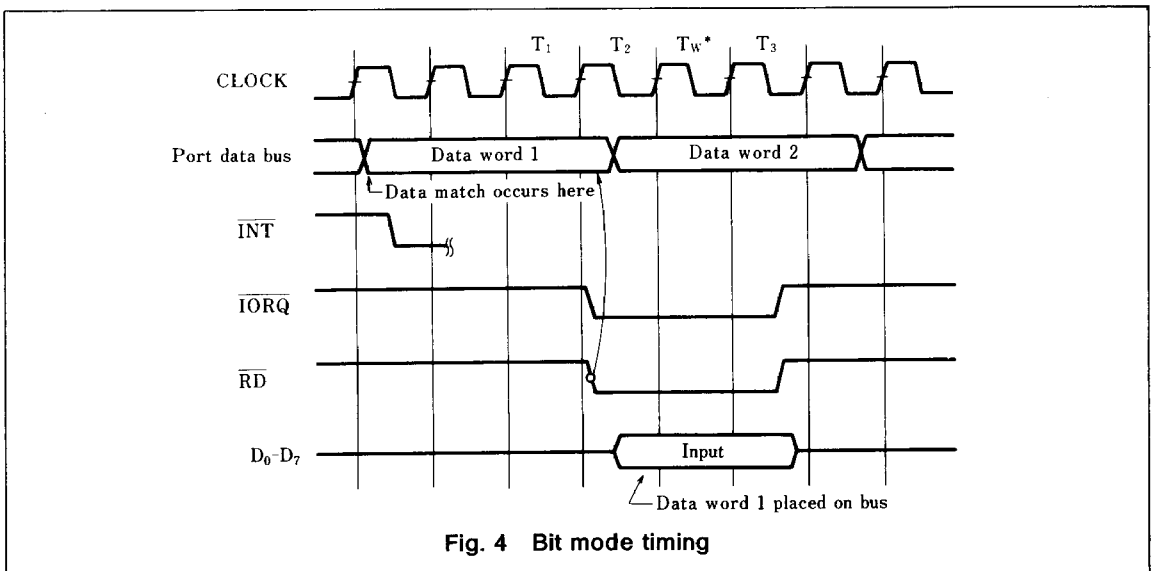 T₁ T₂ T_W* T₃
CLOCK
Port data bus
Data word 1
Data word 2
Data match occurs here
INT
IORQ
RD
D₀-D₇
Input
Data word 1 placed on bus
Fig. 4 Bit mode timing